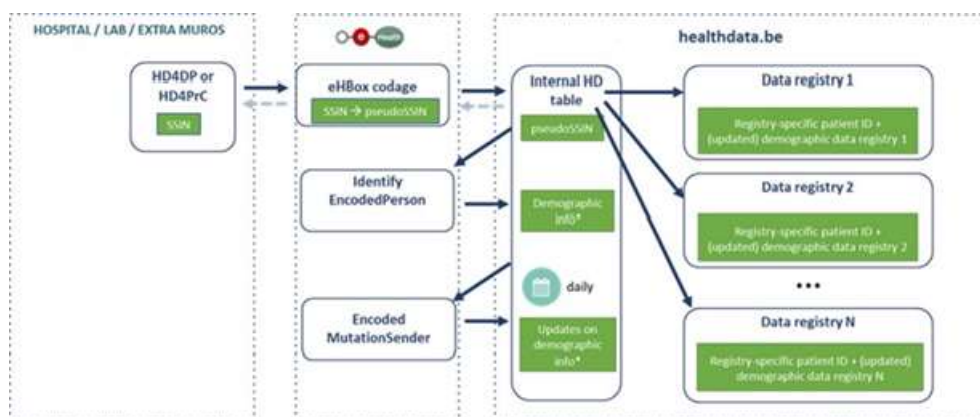 HOSPITAL / LAB / EXTRA MUROS
HD4DP or
HD4PrC
SSIN
e Health
eHBox codage
SSIN → pseudoSSIN
Identify
EncodedPerson
Encoded
MutationSender
healthdata.be
Internal HD
table
pseudoSSIN
Demographic
info*
daily
Updates on
demographic
info*
Data registry 1
Registry-specific patient ID +
(updated) demographic data registry 1
Data registry 2
Registry-specific patient ID +
(updated) demographic data registry 2
...
Data registry N
Registry-specific patient ID + (updated)
demographic data registry N